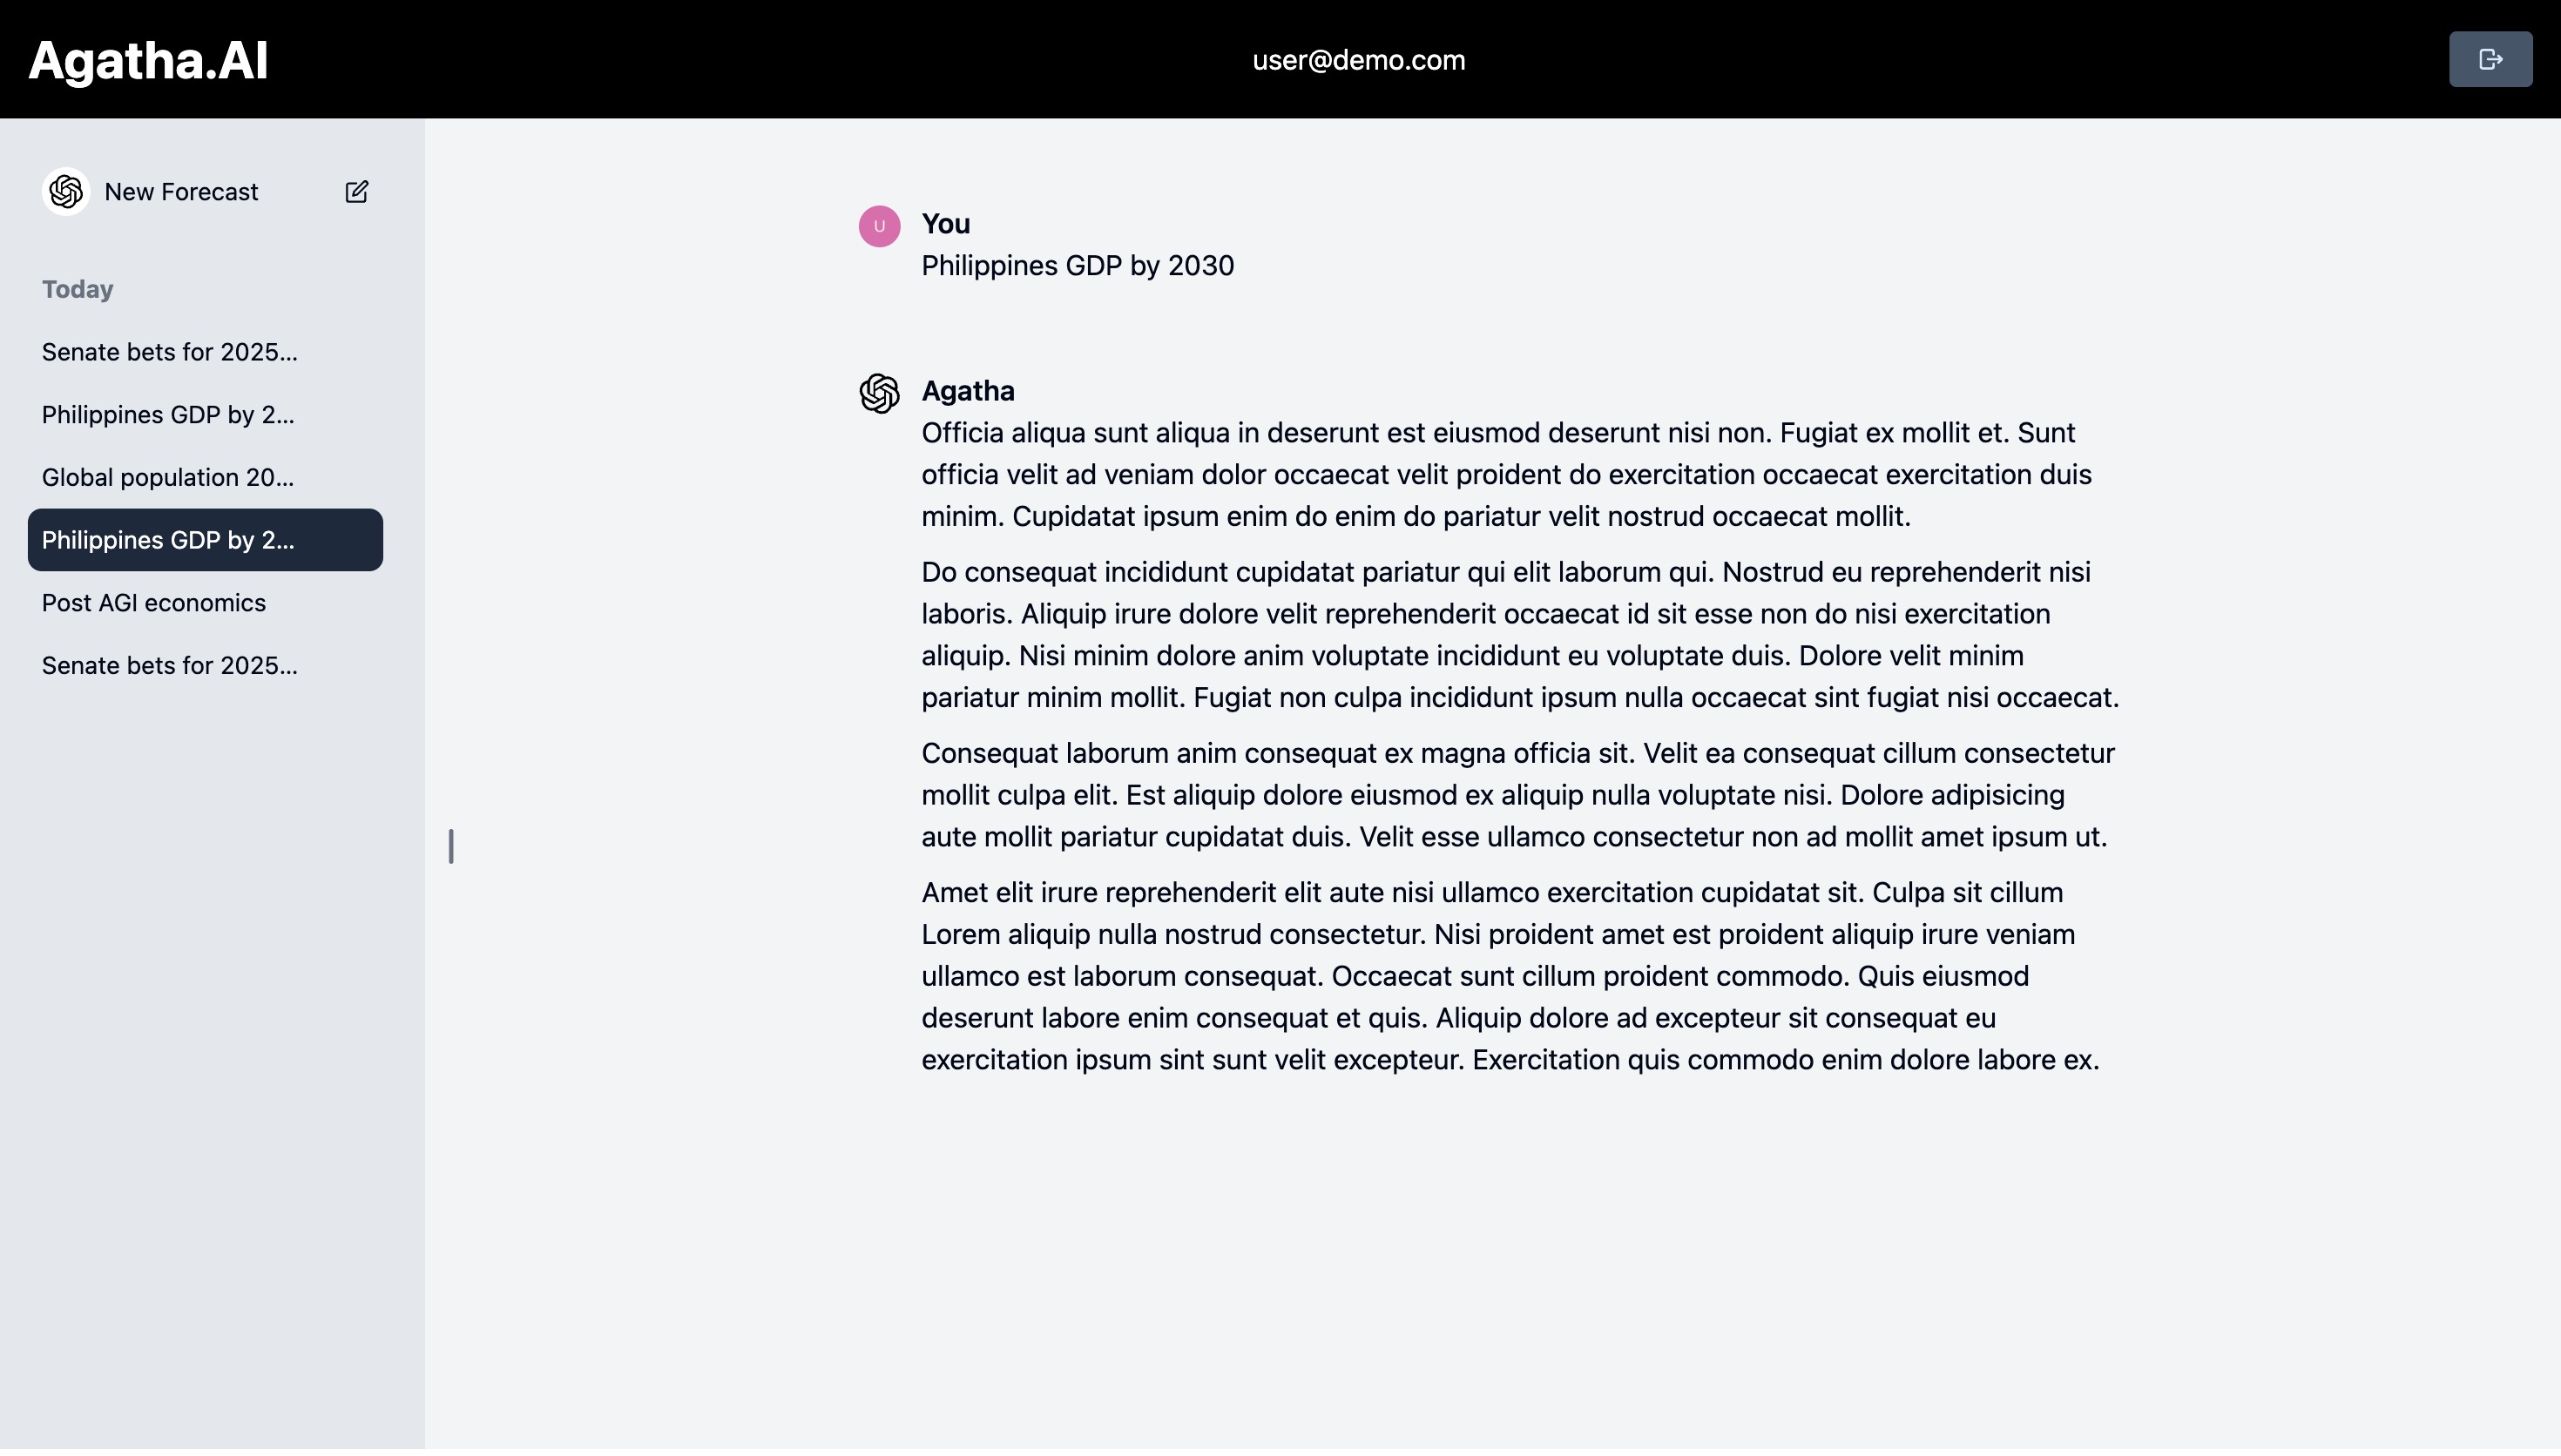 Agatha.AI
user@demo.com
New Forecast
Today
Senate bets for 2025...
Philippines GDP by 2...
Global population 20...
Philippines GDP by 2...
Post AGI economics
Senate bets for 2025...
U
You
Philippines GDP by 2030
Agatha
Officia aliqua sunt aliqua in deserunt est eiusmod deserunt nisi non. Fugiat ex mollit et. Sunt
officia velit ad veniam dolor occaecat velit proident do exercitation occaecat exercitation duis
minim. Cupidatat ipsum enim do enim do pariatur velit nostrud occaecat mollit.
Do consequat incididunt cupidatat pariatur qui elit laborum qui. Nostrud eu reprehenderit nisi
laboris. Aliquip irure dolore velit reprehenderit occaecat id sit esse non do nisi exercitation
aliquip. Nisi minim dolore anim voluptate incididunt eu voluptate duis. Dolore velit minim
pariatur minim mollit. Fugiat non culpa incididunt ipsum nulla occaecat sint fugiat nisi occaecat.
Consequat laborum anim consequat ex magna officia sit. Velit ea consequat cillum consectetur
mollit culpa elit. Est aliquip dolore eiusmod ex aliquip nulla voluptate nisi. Dolore adipisicing
aute mollit pariatur cupidatat duis. Velit esse ullamco consectetur non ad mollit amet ipsum ut.
Amet elit irure reprehenderit elit aute nisi ullamco exercitation cupidatat sit. Culpa sit cillum
Lorem aliquip nulla nostrud consectetur. Nisi proident amet est proident aliquip irure veniam
ullamco est laborum consequat. Occaecat sunt cillum proident commodo. Quis eiusmod
deserunt labore enim consequat et quis. Aliquip dolore ad excepteur sit consequat eu
exercitation ipsum sint sunt velit excepteur. Exercitation quis commodo enim dolore labore ex.